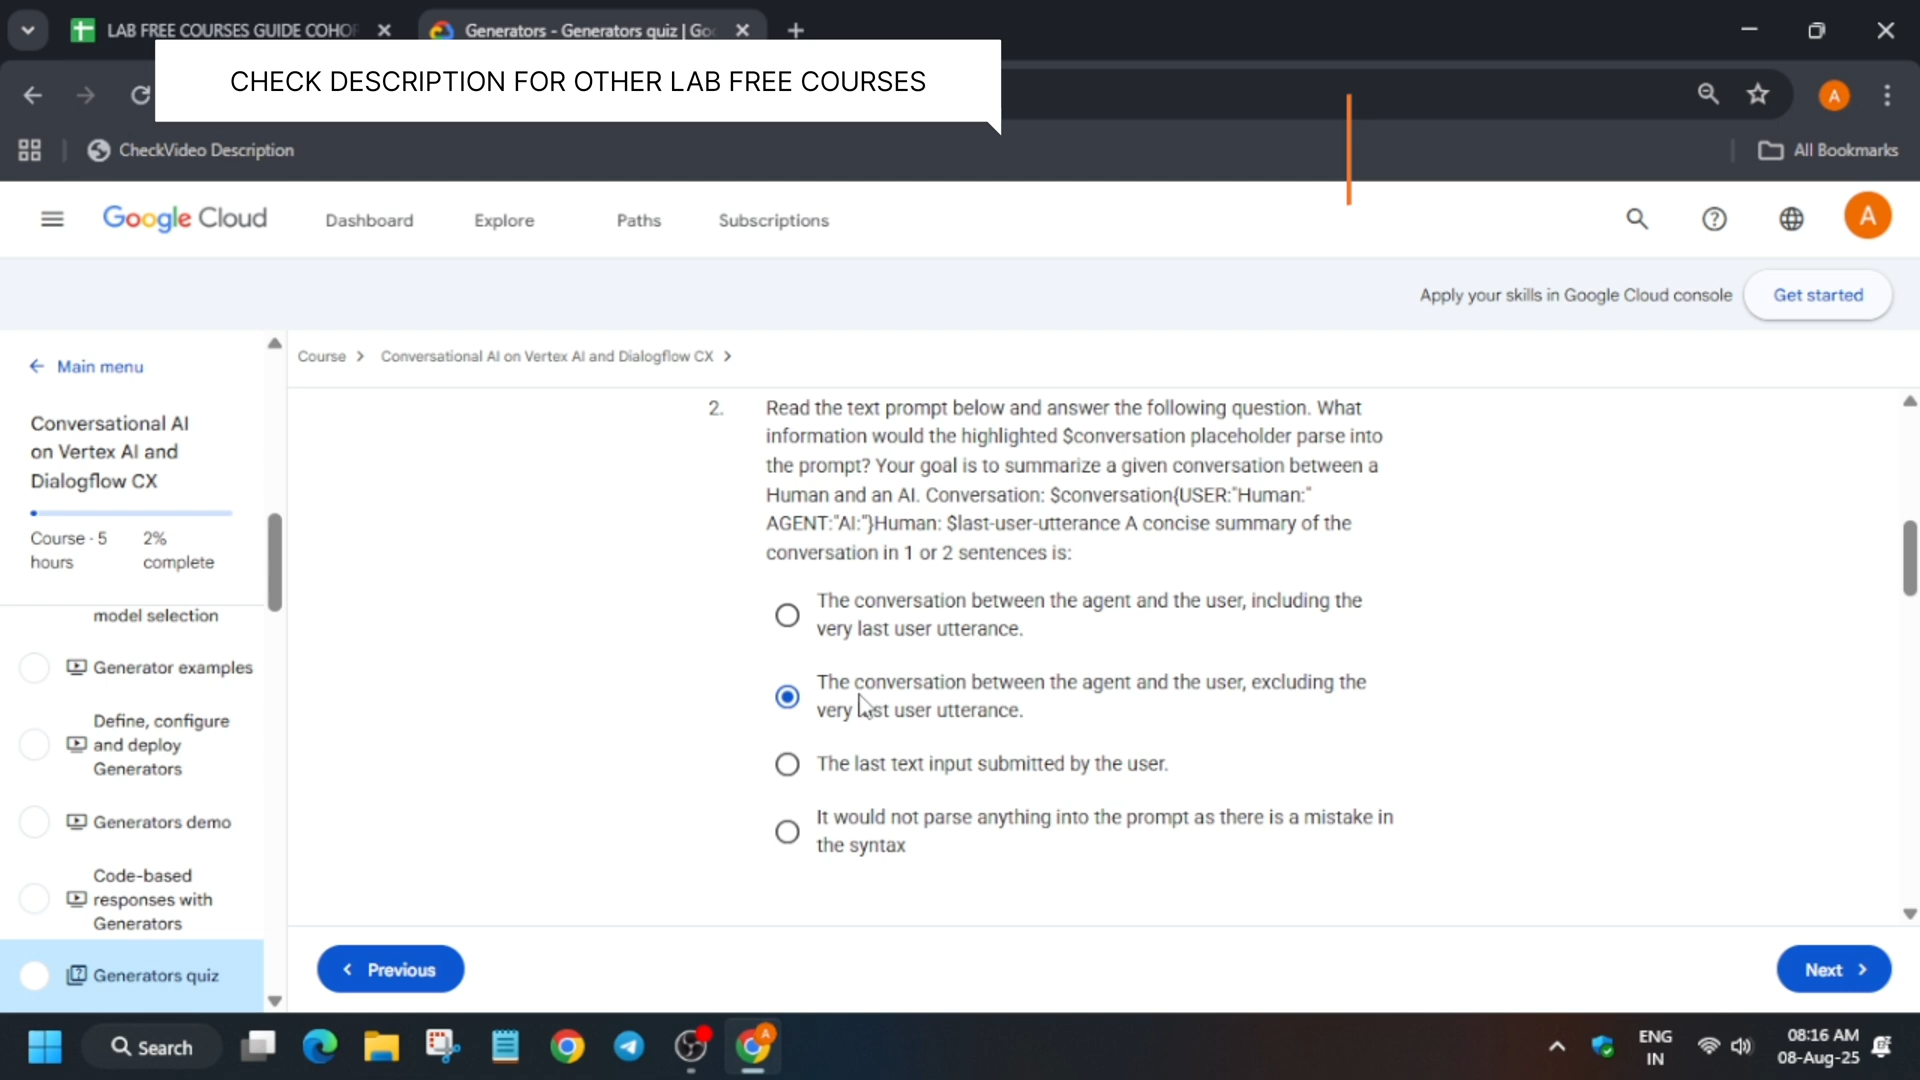 LAB FREE COURSES GUIDE COHO
Generators - Generators quiz | Go
CHECK DESCRIPTION FOR OTHER LAB FREE COURSES
A
CheckVideo Description
All Bookmarks
Google Cloud
Dashboard
Explore
Paths
Subscriptions
A
Apply your skills in Google Cloud console
Get started
Main menu
Course
Conversational AI on Vertex AI and Dialogflow CX
Conversational AI
on Vertex AI and
Dialogflow CX
Course · 5
hours
2%
complete
model selection
Generator examples
Define, configure
and deploy
Generators
Generators demo
Code-based
responses with
Generators
Generators quiz
2. Read the text prompt below and answer the following question. What
information would the highlighted $conversation placeholder parse into
the prompt? Your goal is to summarize a given conversation between a
Human and an AI. Conversation: $conversation{USER:"Human:"
AGENT:"AI:"}Human: $last-user-utterance A concise summary of the
conversation in 1 or 2 sentences is:
The conversation between the agent and the user, including the
very last user utterance.
The conversation between the agent and the user, excluding the
very last user utterance.
The last text input submitted by the user.
It would not parse anything into the prompt as there is a mistake in
the syntax
Previous
Next
Search
A
ENG
IN
08:16 AM
08-Aug-25